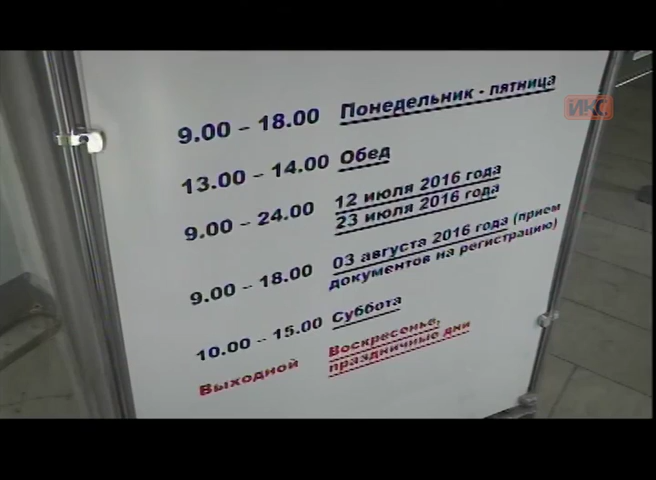 ИКС
9.00 – 18.00 Понедельник - пятница
13.00 – 14.00 Обед
9.00 – 24.00 12 июля 2016 года
23 июля 2016 года
9.00 – 18.00 03 августа 2016 года (прием
документов на регистрацию)
10.00 – 15.00 Суббота
Выходной Воскресенье,
праздничные дни